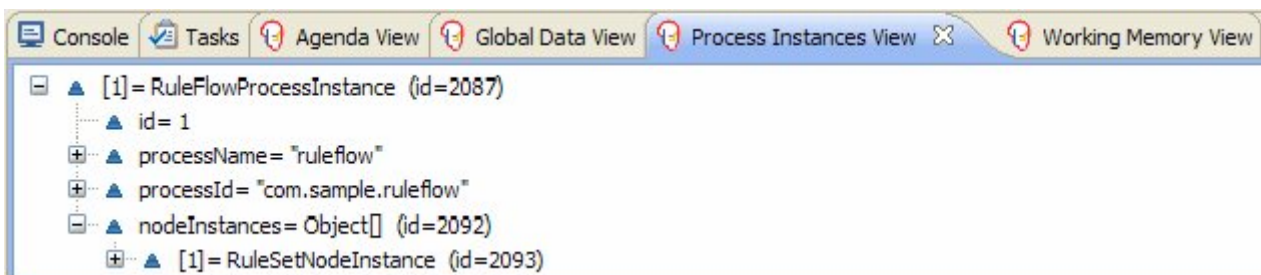 Console Tasks Agenda View Global Data View Process Instances View Working Memory View
[1]= RuleFlowProcessInstance (id=2087)
id= 1
processName= "ruleflow"
processId= "com.sample.ruleflow"
nodeInstances= Object[] (id=2092)
[1]= RuleSetNodeInstance (id=2093)